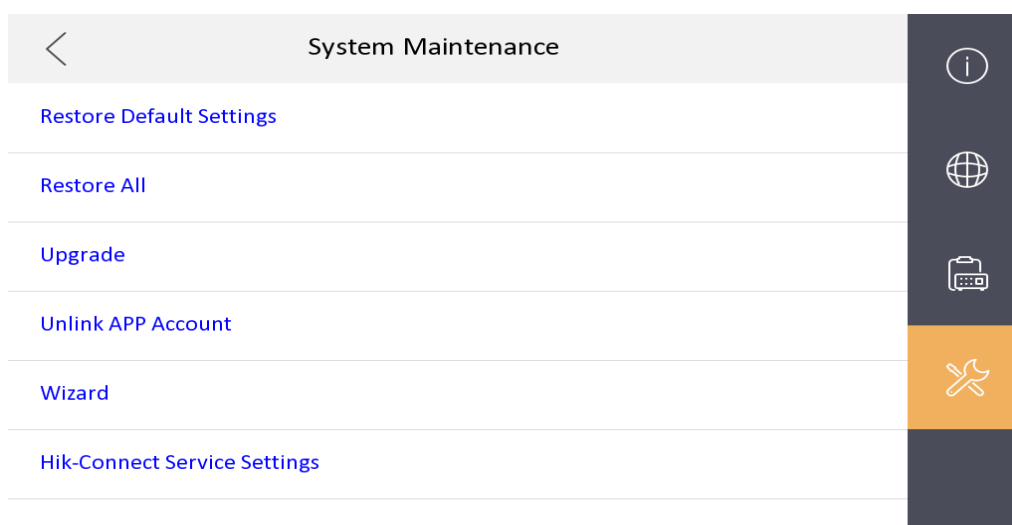 System Maintenance
Restore Default Settings
Restore All
Upgrade
Unlink APP Account
Wizard
Hik-Connect Service Settings